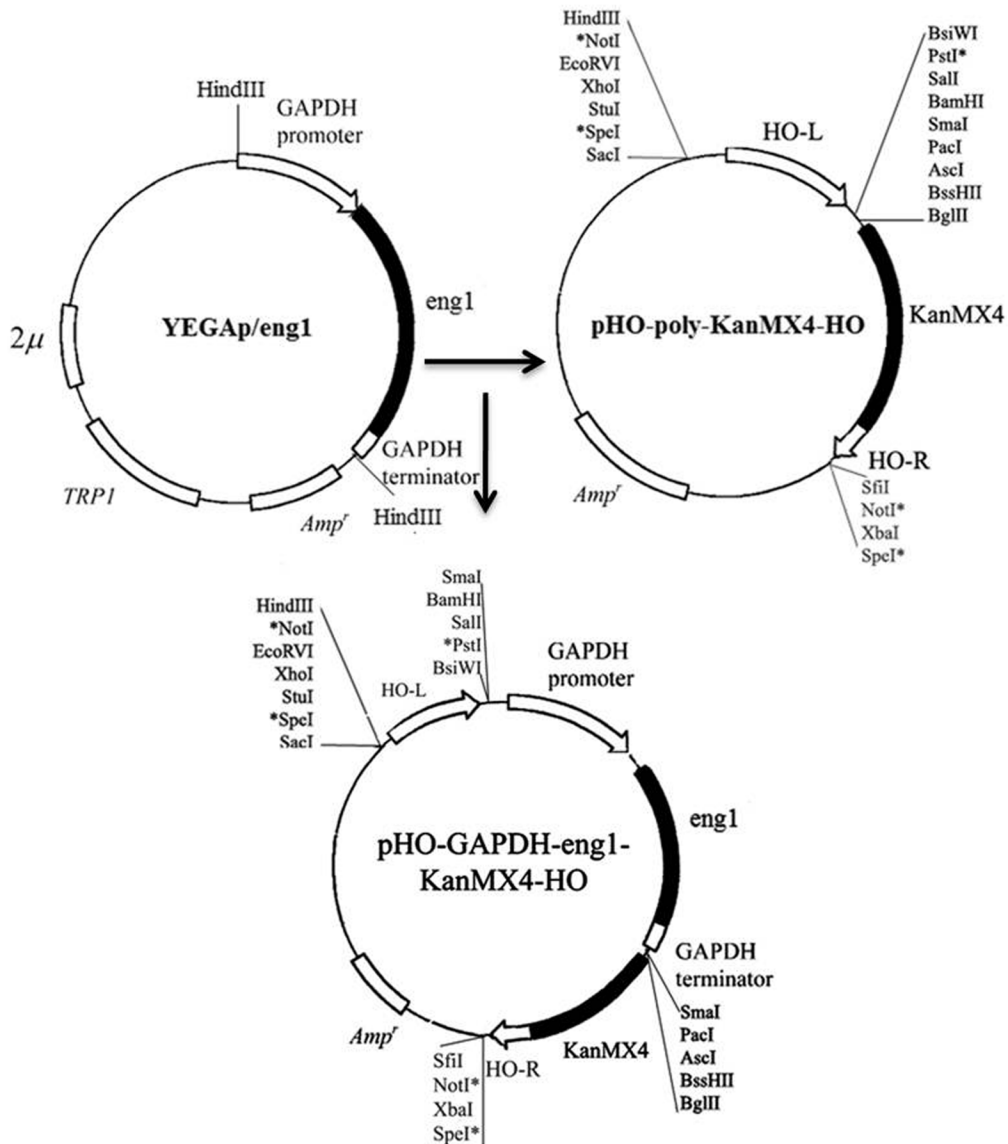 HindIII
GAPDH
promoter
eng1
YEGAp/eng1
2μ
TRP1
Ampʳ
GAPDH
terminator
HindIII
HindIII
*NotI
EcoRVI
XhoI
StuI
*SpeI
SacI
HO-L
BsiWI
PstI*
SalI
BamHI
SmaI
PacI
AscI
BssHII
BglII
pHO-poly-KanMX4-HO
KanMX4
HO-R
Ampʳ
SfiI
NotI*
XbaI
SpeI*
HindIII
*NotI
EcoRVI
XhoI
StuI
*SpeI
SacI
HO-L
SmaI
BamHI
SalI
*PstI
BsiWI
GAPDH
promoter
eng1
pHO-GAPDH-eng1-
KanMX4-HO
GAPDH
terminator
SmaI
PacI
AscI
BssHII
BglII
KanMX4
HO-R
Ampʳ
SfiI
NotI*
XbaI
SpeI*